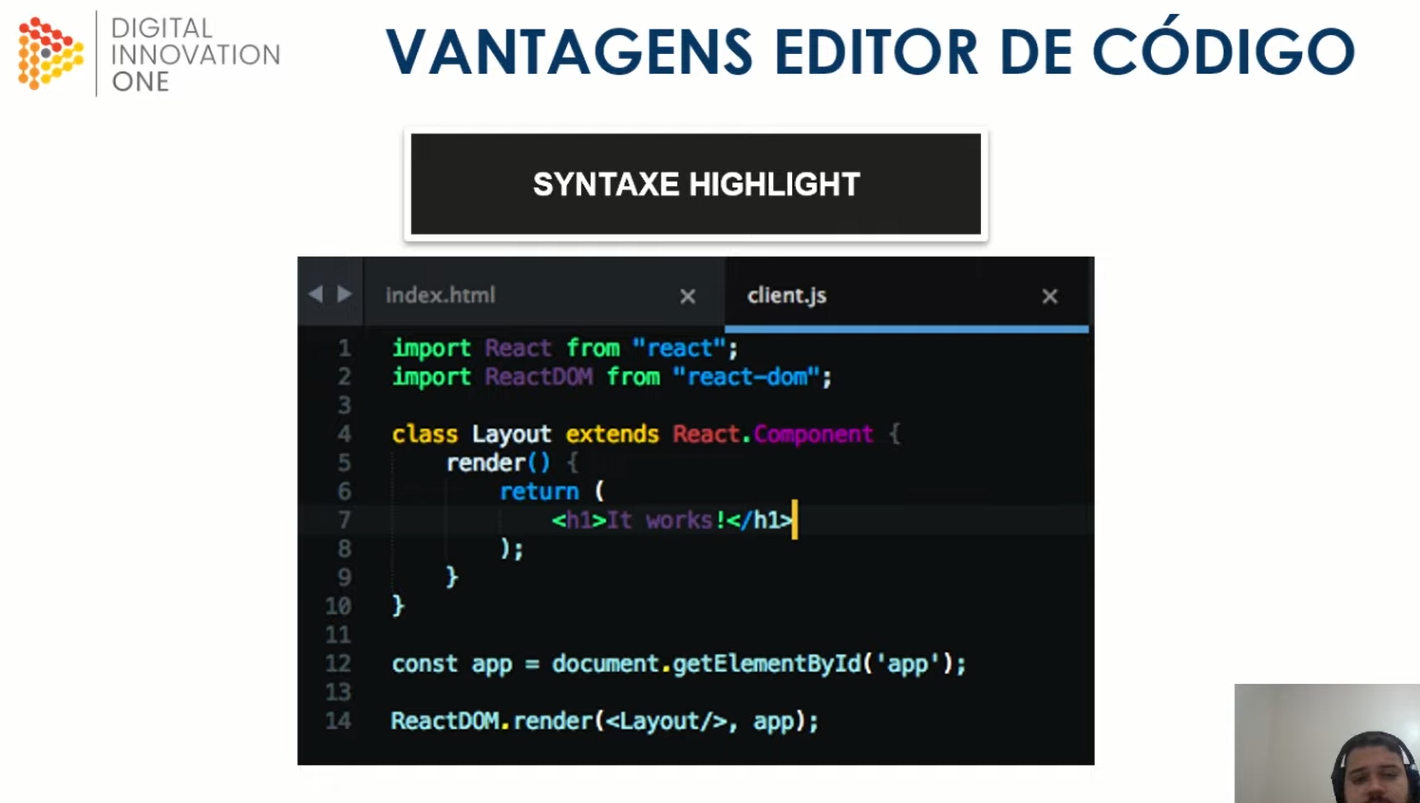 DIGITAL
INNOVATION
ONE
VANTAGENS EDITOR DE CÓDIGO
SYNTAXE HIGHLIGHT
index.html × client.js ×
1 import React from "react";
2 import ReactDOM from "react-dom";
3
4 class Layout extends React.Component {
5 render() {
6 return (
7 <h1>It works!</h1>
8 );
9 }
10 }
11
12 const app = document.getElementById('app');
13
14 ReactDOM.render(<Layout/>, app);